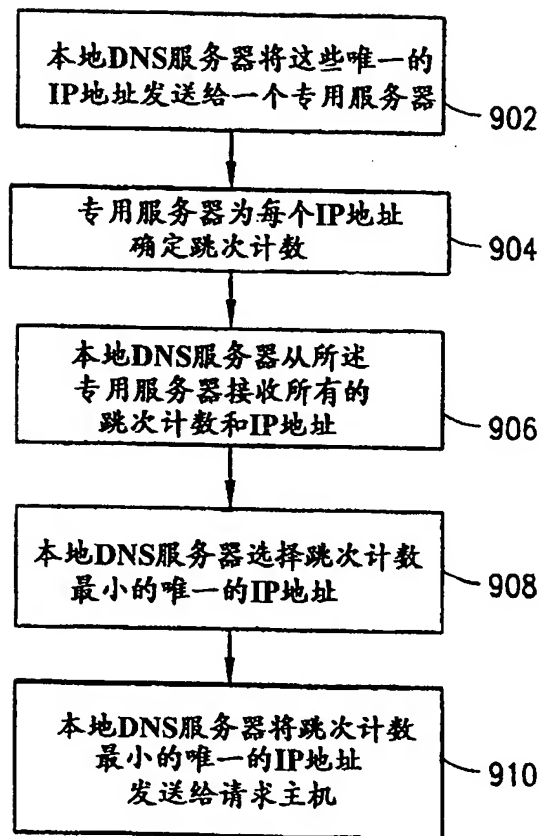 本地DNS服务器将这些唯一的
IP地址发送给一个专用服务器
902
专用服务器为每个IP地址
确定跳次计数
904
本地DNS服务器从所述
专用服务器接收所有的
跳次计数和IP地址
906
本地DNS服务器选择跳次计数
最小的唯一的IP地址
908
本地DNS服务器将跳次计数
最小的唯一的IP地址
发送给请求主机
910